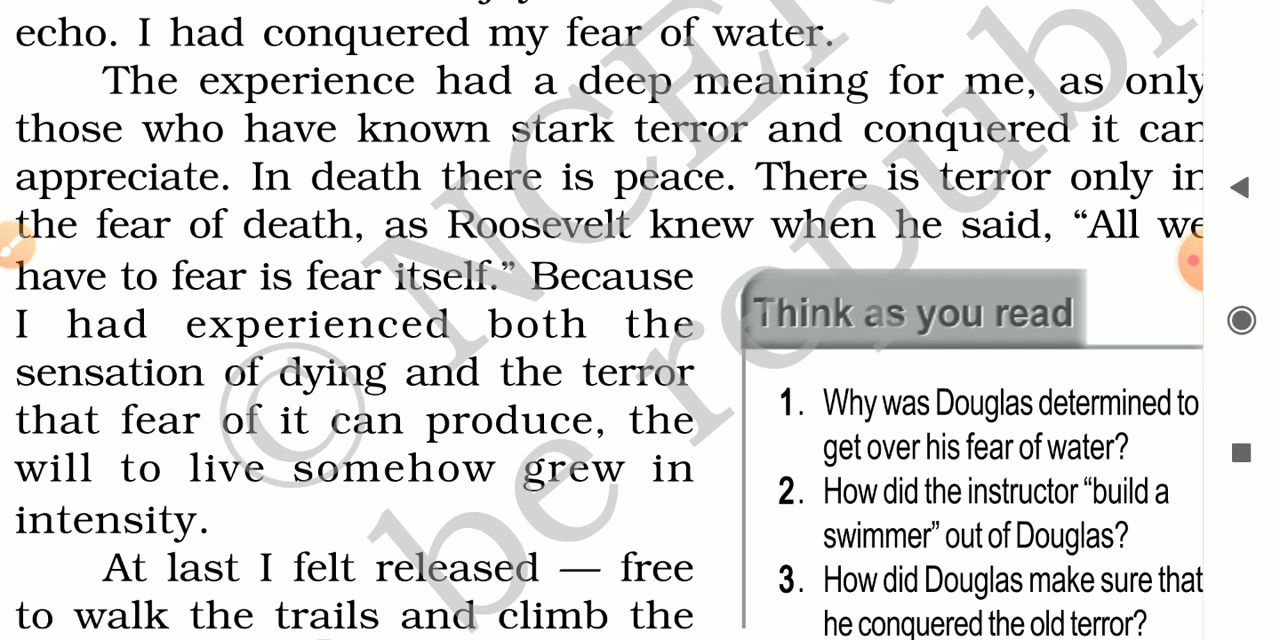 echo. I had conquered my fear of water.
The experience had a deep meaning for me, as only
those who have known stark terror and conquered it can
appreciate. In death there is peace. There is terror only in
the fear of death, as Roosevelt knew when he said, “All we
have to fear is fear itself.” Because
I had experienced both the
sensation of dying and the terror
that fear of it can produce, the
will to live somehow grew in
intensity.
At last I felt released — free
to walk the trails and climb the
Think as you read
1. Why was Douglas determined to
get over his fear of water?
2. How did the instructor “build a
swimmer” out of Douglas?
3. How did Douglas make sure that
he conquered the old terror?
© NCE
be republ